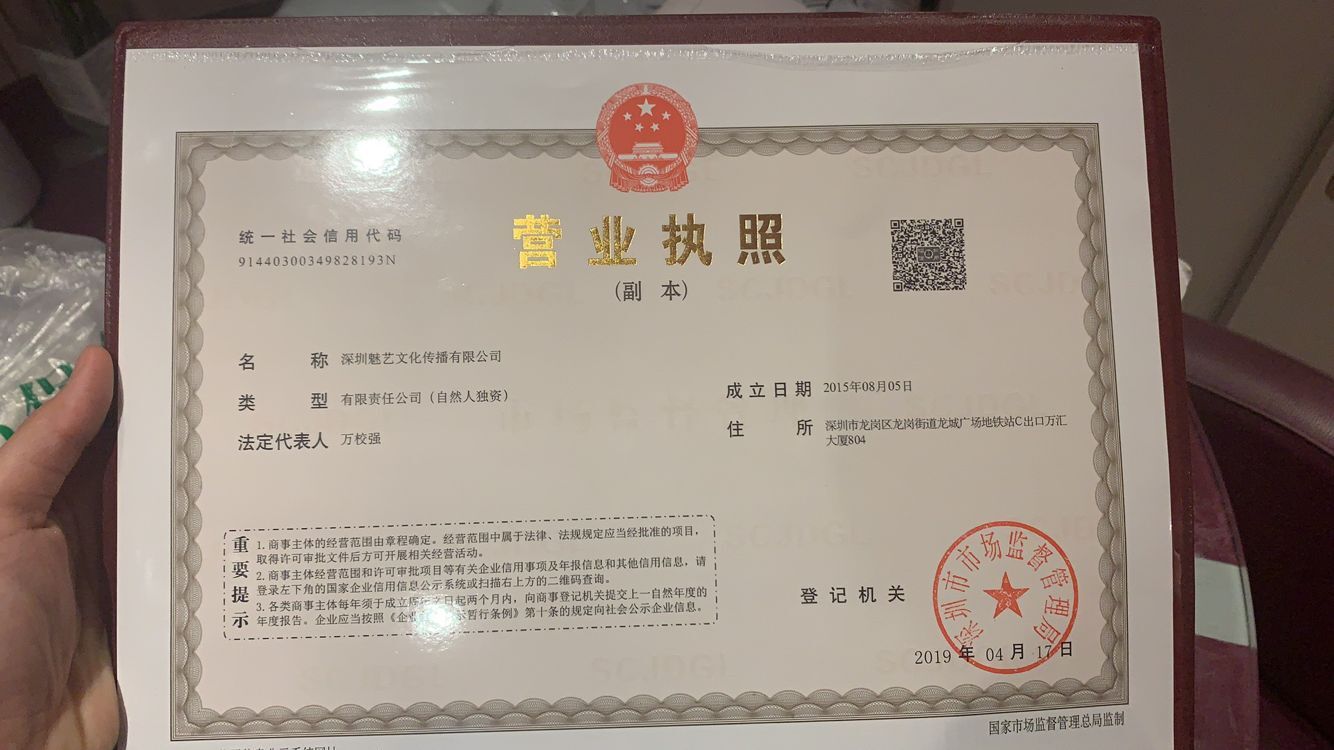 营业执照
(副 本)
统一社会信用代码
91440300349828193N
名 称 深圳魅艺文化传播有限公司
类 型 有限责任公司（自然人独资）
法定代表人 万校强
成立日期 2015年08月05日
住 所 深圳市龙岗区龙岗街道龙城广场地铁站C出口万汇
大厦804
重要提示
1.商事主体的经营范围由章程确定。经营范围中属于法律、法规规定应当经批准的项目，
取得许可审批文件后方可开展相关经营活动。
2.商事主体经营范围和许可审批项目等有关企业信用事项及年报信息和其他信用信息，请
登录左下角的国家企业信用信息公示系统或扫描右上方的二维码查询。
3.各类商事主体每年须于成立周年之日起两个月内，向商事登记机关提交上一自然年度的
年度报告。企业应当按照《企业信息公示暂行条例》第十条的规定向社会公示企业信息。
登记机关
深圳市市场监督管理局
2019 年 04 月 17 日
国家市场监督管理总局监制